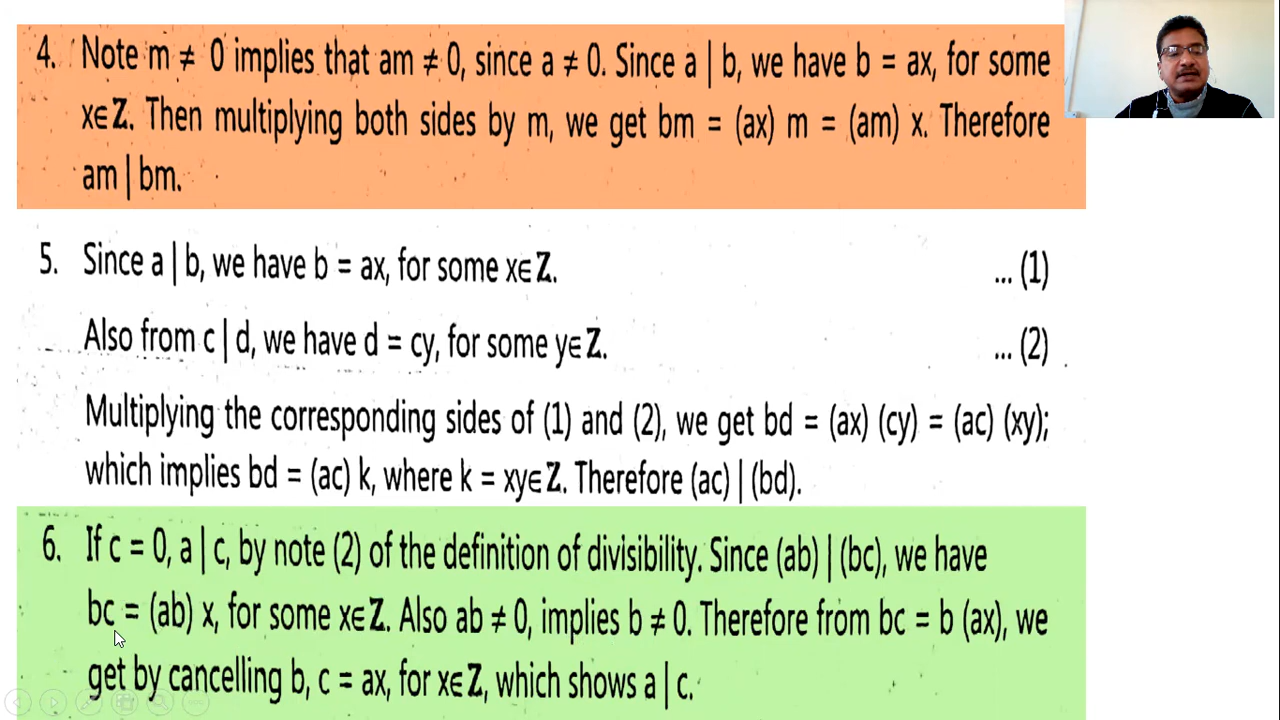 4. Note m ≠ 0 implies that am ≠ 0, since a ≠ 0. Since a | b, we have b = ax, for some
x∈Z. Then multiplying both sides by m, we get bm = (ax) m = (am) x. Therefore
am | bm.
5. Since a | b, we have b = ax, for some x∈Z. ... (1)
Also from c | d, we have d = cy, for some y∈Z. ... (2)
Multiplying the corresponding sides of (1) and (2), we get bd = (ax) (cy) = (ac) (xy);
which implies bd = (ac) k, where k = xy∈Z. Therefore (ac) | (bd).
6. If c = 0, a | c, by note (2) of the definition of divisibility. Since (ab) | (bc), we have
bc = (ab) x, for some x∈Z. Also ab ≠ 0, implies b ≠ 0. Therefore from bc = b (ax), we
get by cancelling b, c = ax, for x∈Z, which shows a | c.